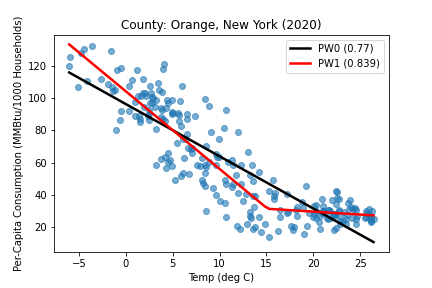 County: Orange, New York (2020)
PW0 (0.77)
PW1 (0.839)
Per-Capita Consumption (MMBtu/1000 Households)
120
100
80
60
40
20
−5 0 5 10 15 20 25
Temp (deg C)